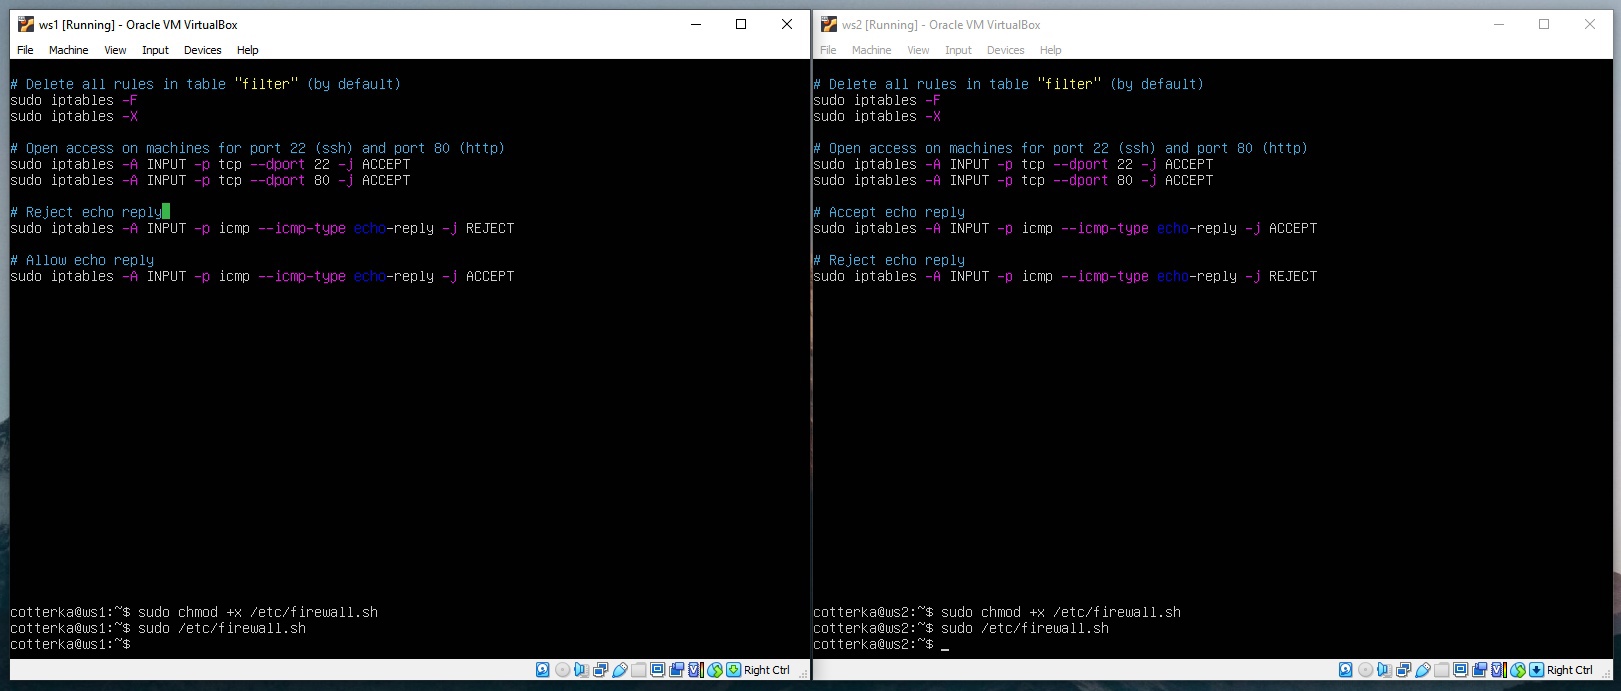 ws1 [Running] - Oracle VM VirtualBox
File Machine View Input Devices Help
# Delete all rules in table "filter" (by default)
sudo iptables -F
sudo iptables -X
# Open access on machines for port 22 (ssh) and port 80 (http)
sudo iptables -A INPUT -p tcp --dport 22 -j ACCEPT
sudo iptables -A INPUT -p tcp --dport 80 -j ACCEPT
# Reject echo reply
sudo iptables -A INPUT -p icmp --icmp-type echo-reply -j REJECT
# Allow echo reply
sudo iptables -A INPUT -p icmp --icmp-type echo-reply -j ACCEPT
cotterka@ws1:~$ sudo chmod +x /etc/firewall.sh
cotterka@ws1:~$ sudo /etc/firewall.sh
cotterka@ws1:~$
Right Ctrl
ws2 [Running] - Oracle VM VirtualBox
File Machine View Input Devices Help
# Delete all rules in table "filter" (by default)
sudo iptables -F
sudo iptables -X
# Open access on machines for port 22 (ssh) and port 80 (http)
sudo iptables -A INPUT -p tcp --dport 22 -j ACCEPT
sudo iptables -A INPUT -p tcp --dport 80 -j ACCEPT
# Accept echo reply
sudo iptables -A INPUT -p icmp --icmp-type echo-reply -j ACCEPT
# Reject echo reply
sudo iptables -A INPUT -p icmp --icmp-type echo-reply -j REJECT
cotterka@ws2:~$ sudo chmod +x /etc/firewall.sh
cotterka@ws2:~$ sudo /etc/firewall.sh
cotterka@ws2:~$ _
Right Ctrl